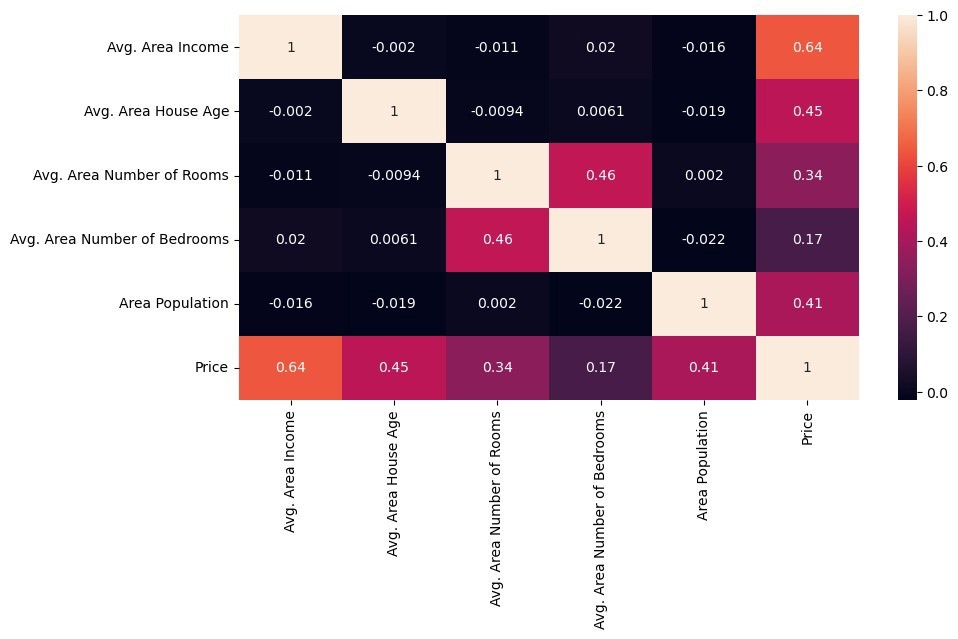 Avg. Area Income 1 -0.002 -0.011 0.02 -0.016 0.64
Avg. Area House Age -0.002 1 -0.0094 0.0061 -0.019 0.45
Avg. Area Number of Rooms -0.011 -0.0094 1 0.46 0.002 0.34
Avg. Area Number of Bedrooms 0.02 0.0061 0.46 1 -0.022 0.17
Area Population -0.016 -0.019 0.002 -0.022 1 0.41
Price 0.64 0.45 0.34 0.17 0.41 1
Avg. Area Income
Avg. Area House Age
Avg. Area Number of Rooms
Avg. Area Number of Bedrooms
Area Population
Price
1.0
0.8
0.6
0.4
0.2
0.0